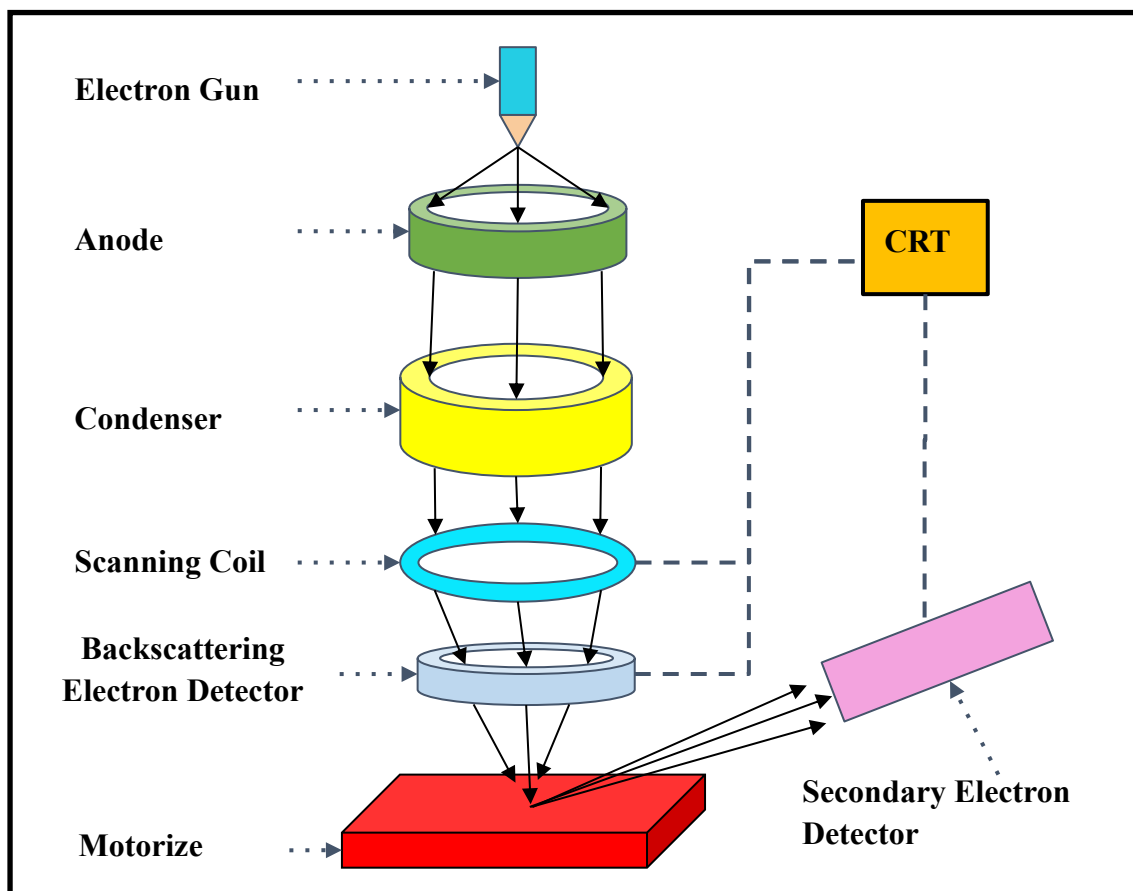 Electron Gun
Anode
CRT
Condenser
Scanning Coil
Backscattering
Electron Detector
Secondary Electron
Detector
Motorize